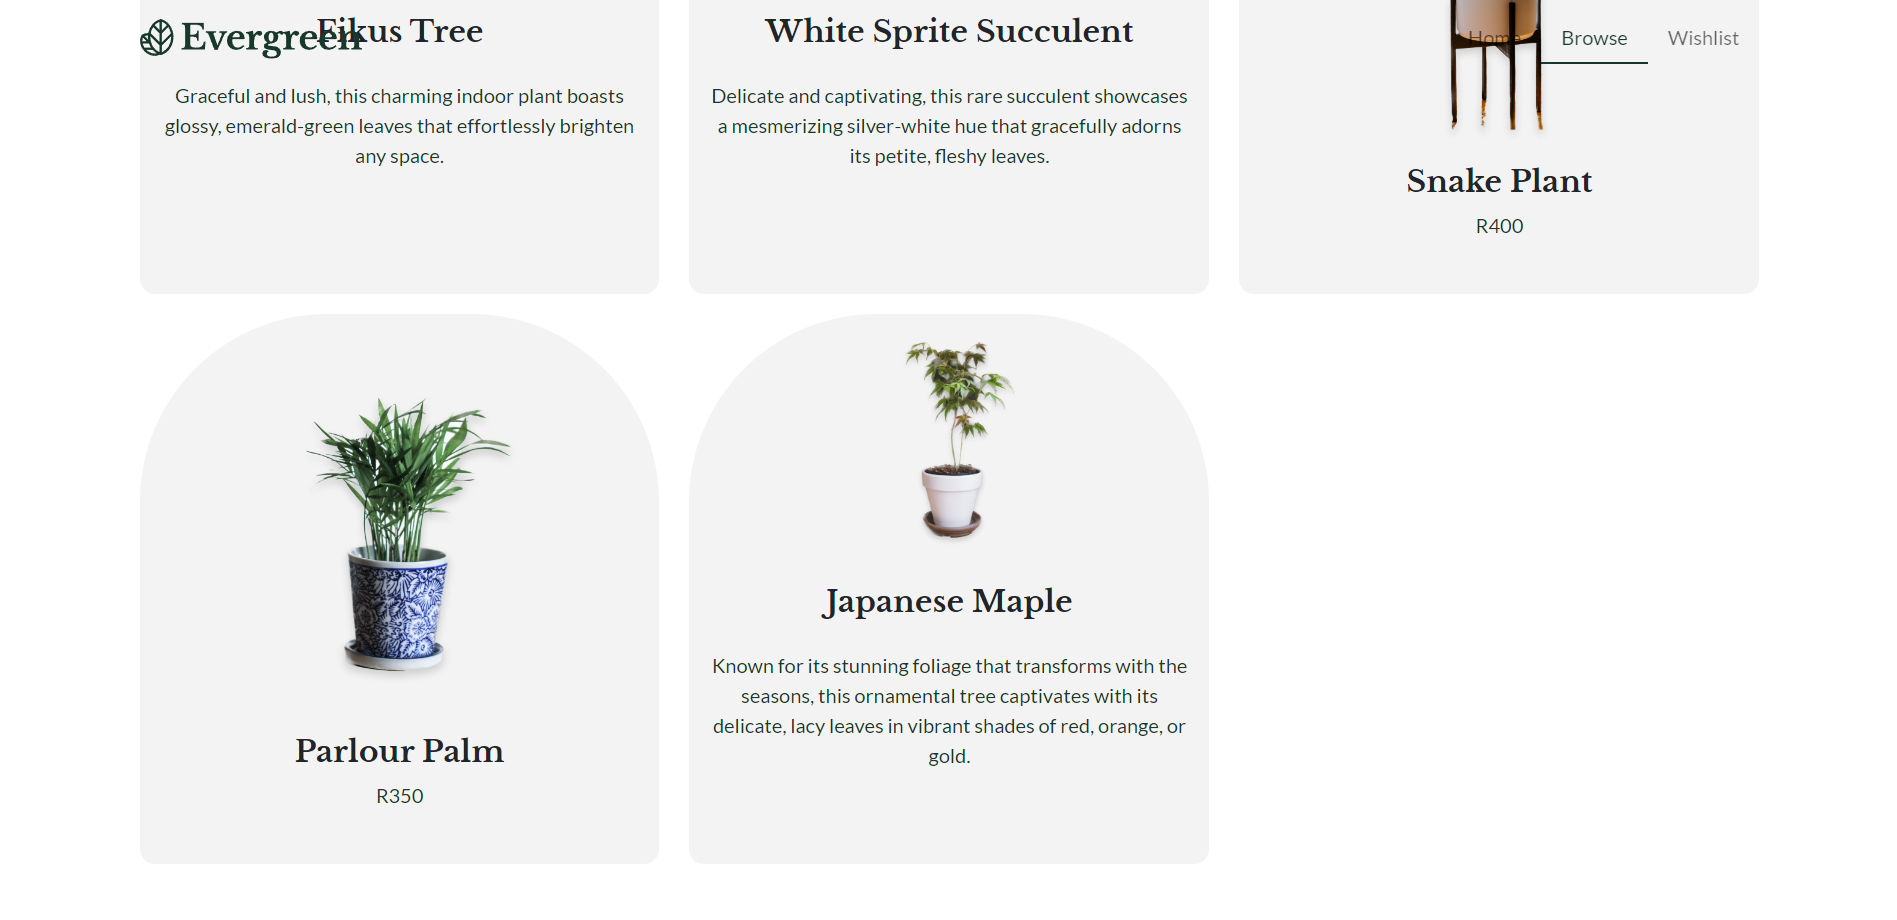 Evergreen
Home
Browse
Wishlist
Fikus Tree
Graceful and lush, this charming indoor plant boasts
glossy, emerald-green leaves that effortlessly brighten
any space.
White Sprite Succulent
Delicate and captivating, this rare succulent showcases
a mesmerizing silver-white hue that gracefully adorns
its petite, fleshy leaves.
Snake Plant
R400
Parlour Palm
R350
Japanese Maple
Known for its stunning foliage that transforms with the
seasons, this ornamental tree captivates with its
delicate, lacy leaves in vibrant shades of red, orange, or
gold.